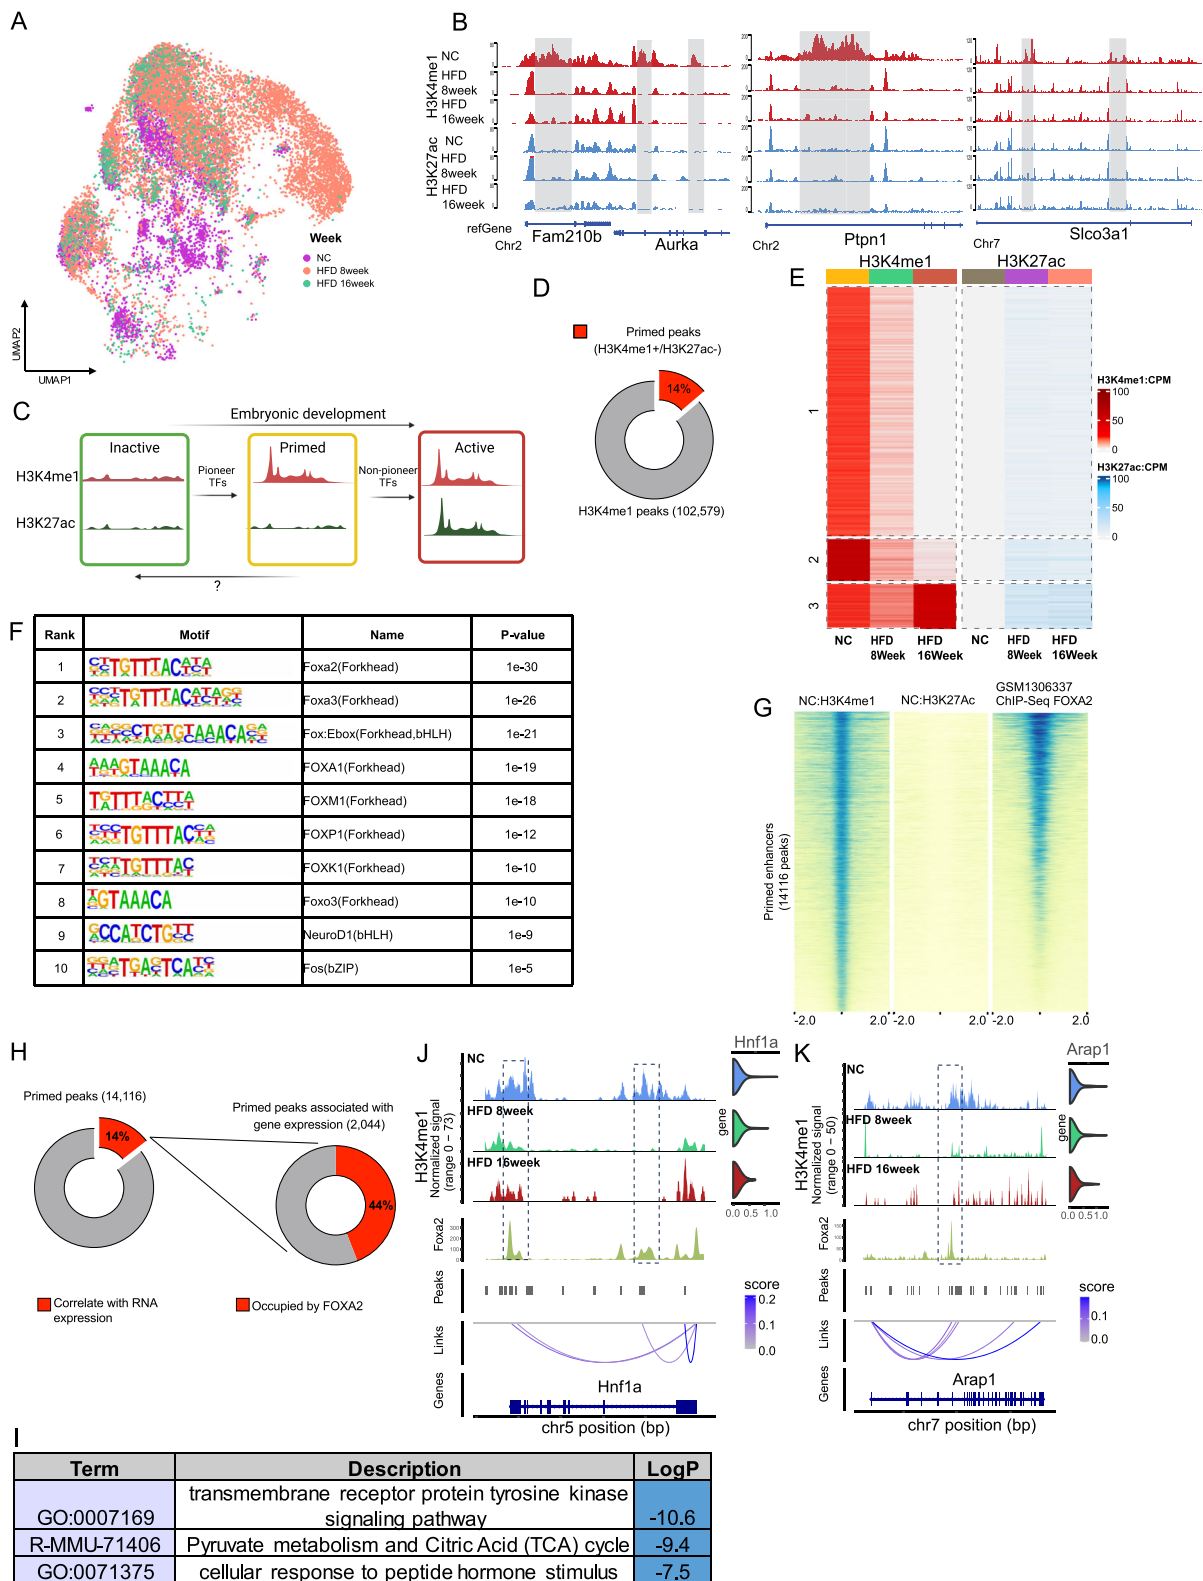 A
Week
NC
HFD 8week
HFD 16week
UMAP2
UMAP1
B
H3K4me1
NC
HFD
8week
HFD
16week
H3K27ac
NC
HFD
8week
HFD
16week
refGene
Chr2
Fam210b
Aurka
Chr2
Ptpn1
Chr7
Slco3a1
C
Embryonic development
Inactive
Primed
Active
Pioneer
TFs
Non-pioneer
TFs
H3K4me1
H3K27ac
?
D
Primed peaks
(H3K4me1+/H3K27ac-)
14%
H3K4me1 peaks (102,579)
E
H3K4me1
H3K27ac
1
2
3
NC
HFD
8Week
HFD
16Week
NC
HFD
8Week
HFD
16Week
H3K4me1:CPM
100
50
0
H3K27ac:CPM
100
50
0
F
Rank Motif Name P-value
1 Foxa2(Forkhead) 1e-30
2 Foxa3(Forkhead) 1e-26
3 Fox:Ebox(Forkhead,bHLH) 1e-21
4 FOXA1(Forkhead) 1e-19
5 FOXM1(Forkhead) 1e-18
6 FOXP1(Forkhead) 1e-12
7 FOXK1(Forkhead) 1e-10
8 Foxo3(Forkhead) 1e-10
9 NeuroD1(bHLH) 1e-9
10 Fos(bZIP) 1e-5
G
NC:H3K4me1
NC:H3K27Ac
GSM1306337
ChIP-Seq FOXA2
Primed enhancers
(14116 peaks)
-2.0 2.0 -2.0 2.0 -2.0 2.0
H
Primed peaks (14,116)
14%
Primed peaks associated with
gene expression (2,044)
44%
Correlate with RNA
expression
Occupied by FOXA2
J
H3K4me1
Normalized signal
(range 0 – 73)
NC
HFD 8week
HFD 16week
Hnf1a
gene
0.0 0.5 1.0
Foxa2
300
200
100
0
Peaks
Links
score
0.2
0.1
0.0
Genes
Hnf1a
chr5 position (bp)
K
H3K4me1
Normalized signal
(range 0 – 50)
NC
HFD 8week
HFD 16week
Arap1
gene
0.0 0.51.0
Foxa2
150
100
50
0
Peaks
Links
score
0.1
0.0
Genes
Arap1
chr7 position (bp)
I
Term Description LogP
GO:0007169 transmembrane receptor protein tyrosine kinase
signaling pathway -10.6
R-MMU-71406 Pyruvate metabolism and Citric Acid (TCA) cycle -9.4
GO:0071375 cellular response to peptide hormone stimulus -7.5